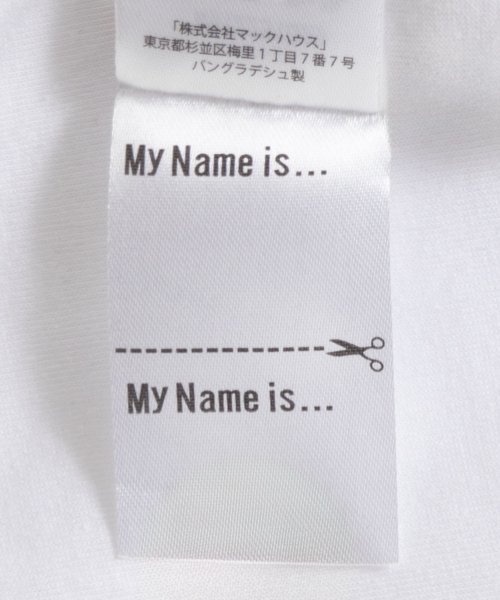 「株式会社マックハウス」
東京都杉並区梅里1丁目7番7号
バングラデシュ製
My Name is...
My Name is...